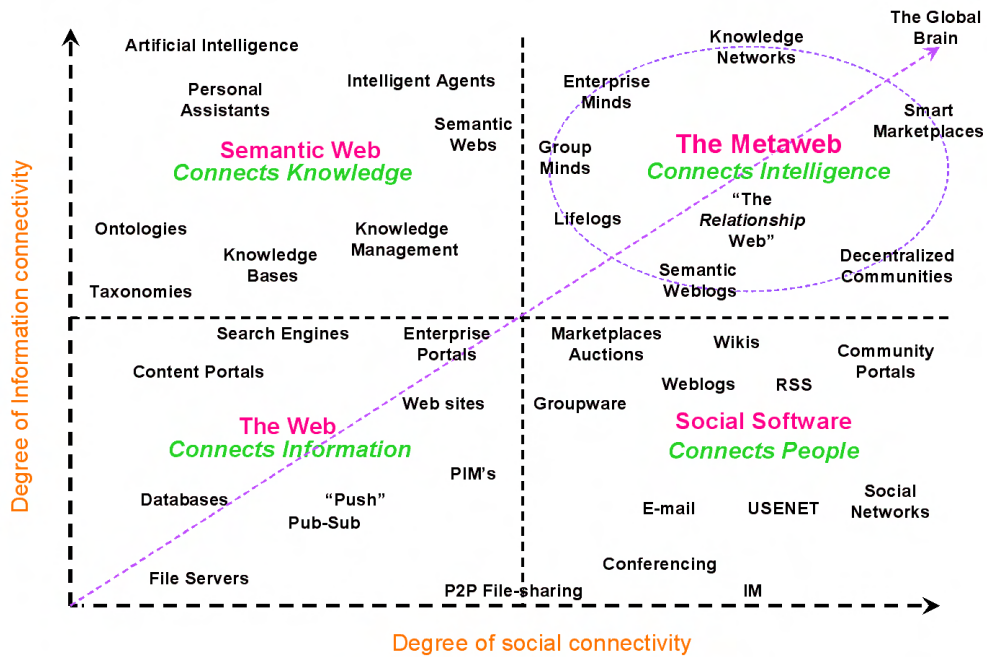 The Global
Brain
Knowledge
Networks
Artificial Intelligence
Intelligent Agents
Personal
Assistants
Enterprise
Minds
Smart
Marketplaces
Semantic
Webs
Semantic Web
Connects Knowledge
Group
Minds
The Metaweb
Connects Intelligence
“The
Relationship
Web”
Lifelogs
Ontologies
Knowledge
Management
Knowledge
Bases
Taxonomies
Semantic
Weblogs
Decentralized
Communities
Degree of Information connectivity
Search Engines
Enterprise
Portals
Content Portals
Web sites
The Web
Connects Information
PIM's
Databases
“Push”
Pub-Sub
File Servers
P2P File-sharing
Marketplaces
Auctions
Wikis
Community
Portals
Weblogs
RSS
Groupware
Social Software
Connects People
E-mail
USENET
Social
Networks
Conferencing
IM
Degree of social connectivity